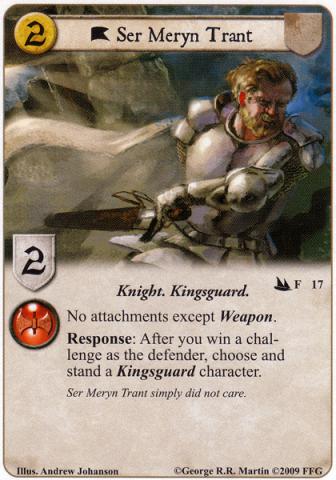 2 Ser Meryn Trant
2
Knight. Kingsguard.
F 17
No attachments except Weapon.
Response: After you win a chal-
lenge as the defender, choose and
stand a Kingsguard character.
Ser Meryn Trant simply did not care.
Illus. Andrew Johanson ©George R.R. Martin ©2009 FFG